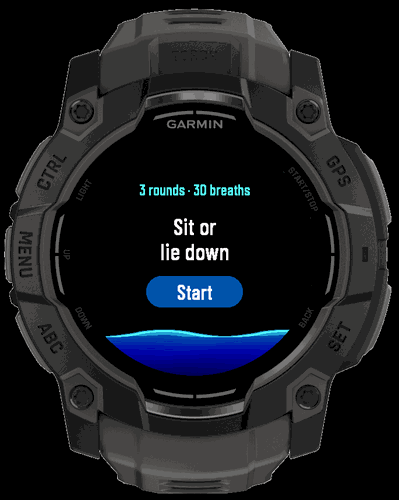 GARMIN
CTRL
LIGHT
START/STOP
GPS
3 rounds · 30 breaths
Sit or
lie down
Start
MENU
UP
ABC
DOWN
BACK
SET